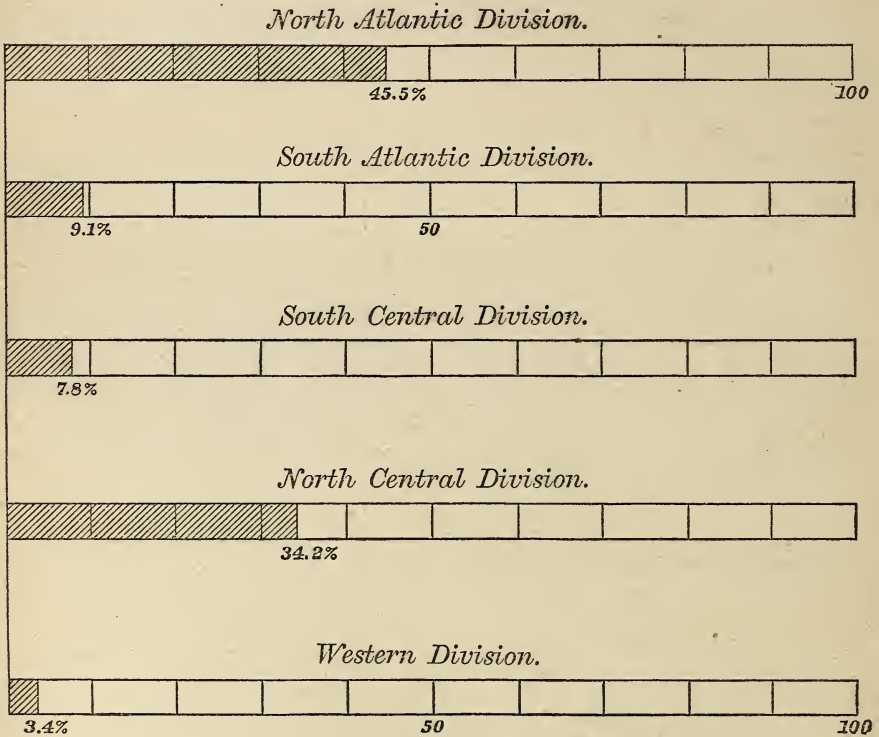 North Atlantic Division.
45.5% 100
South Atlantic Division.
9.1% 50
South Central Division.
7.8%
North Central Division.
34.2%
Western Division.
3.4% 50 100